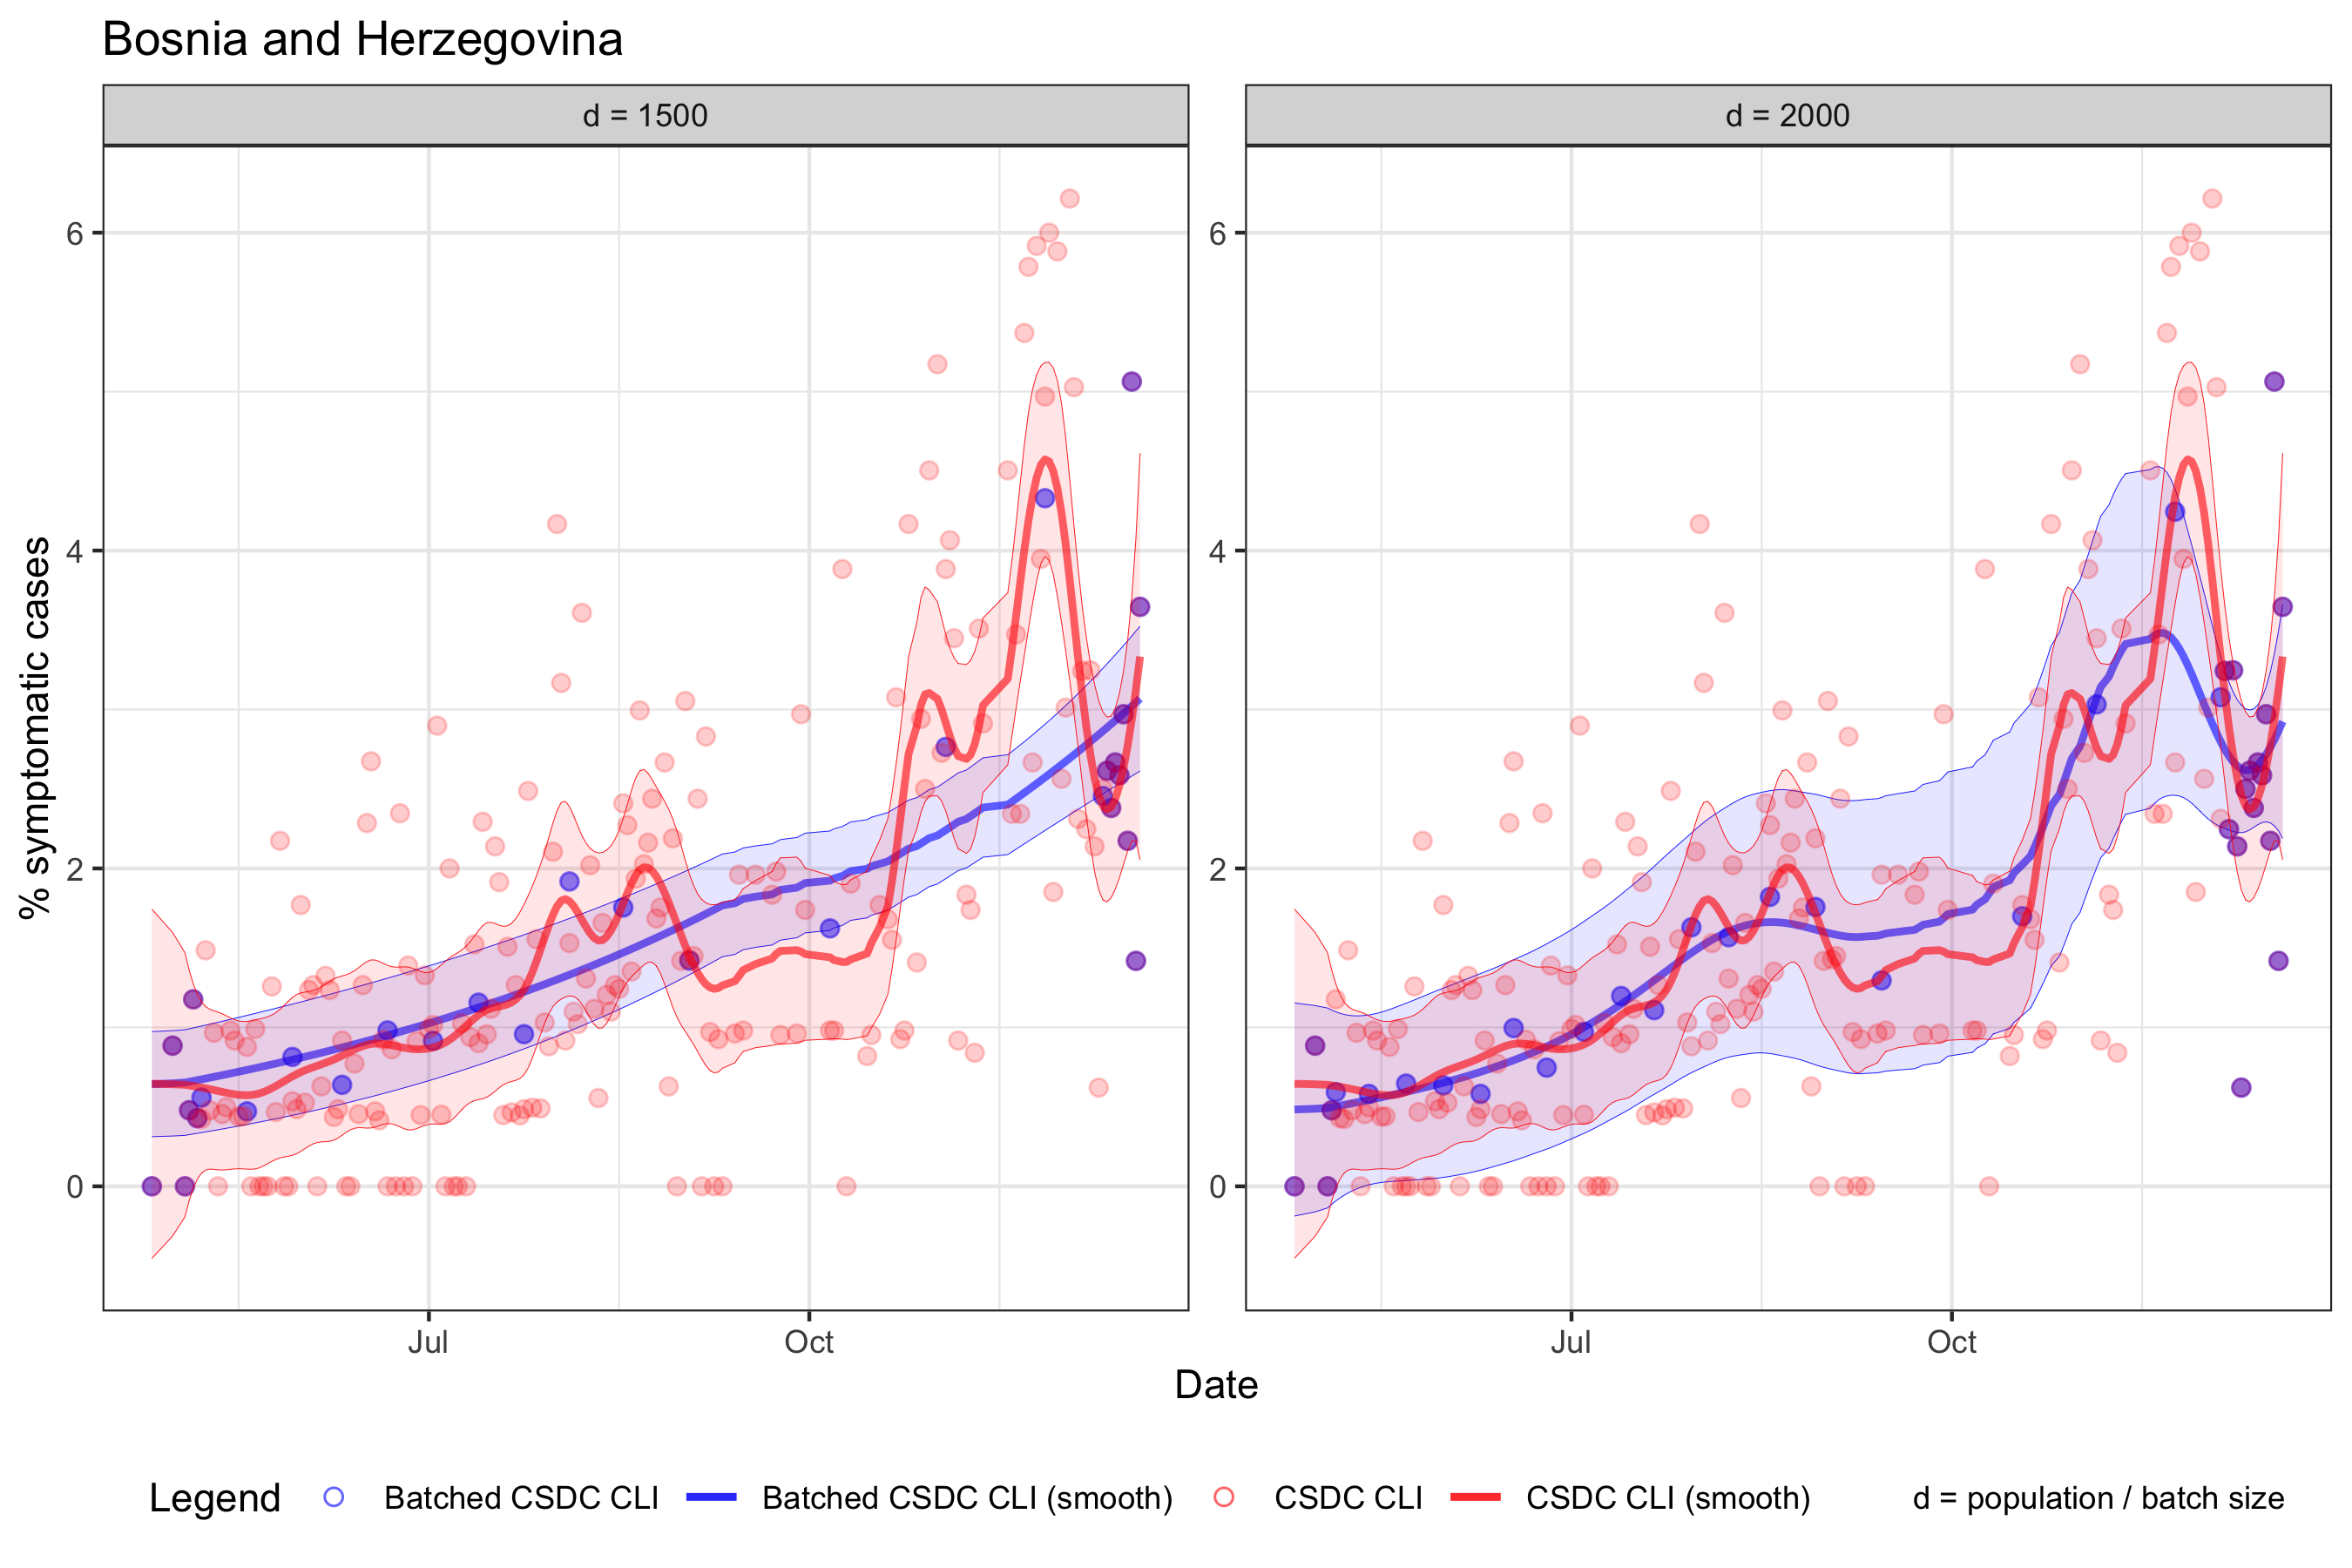 Bosnia and Herzegovina
d = 1500
d = 2000
% symptomatic cases
6
4
2
0
6
4
2
0
Jul
Oct
Jul
Oct
Date
Legend
Batched CSDC CLI
Batched CSDC CLI (smooth)
CSDC CLI
CSDC CLI (smooth)
d = population / batch size